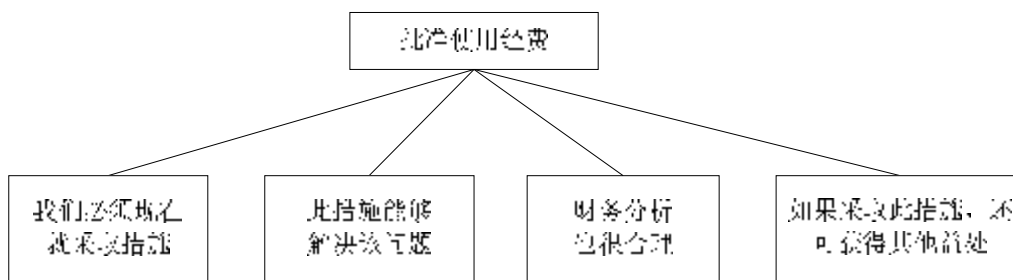 批准使用经费
我们必须现在
就采取措施
此措施能够
解决该问题
财务分析
也很合理
如果采取此措施，还
可获得其他益处